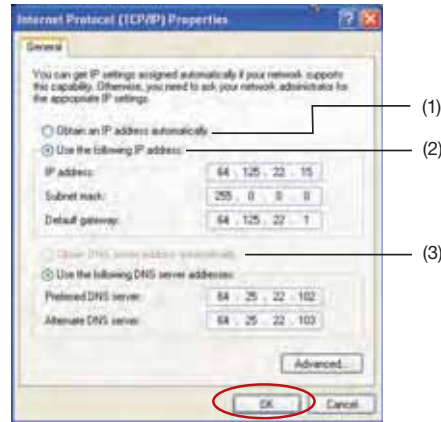 Internet Protocol (TCP/IP) Properties
General
You can get IP settings assigned automatically if your network supports
this capability. Otherwise, you need to ask your network administrator for
the appropriate IP settings.
Obtain an IP address automatically
(1)
Use the following IP address:
(2)
IP address: 64 . 125 . 22 . 15
Subnet mask: 255 . 0 . 0 . 0
Default gateway: 64 . 125 . 22 . 1
Obtain DNS server address automatically
(3)
Use the following DNS server addresses:
Preferred DNS server: 64 . 25 . 22 . 102
Alternate DNS server: 64 . 25 . 22 . 103
Advanced...
OK
Cancel